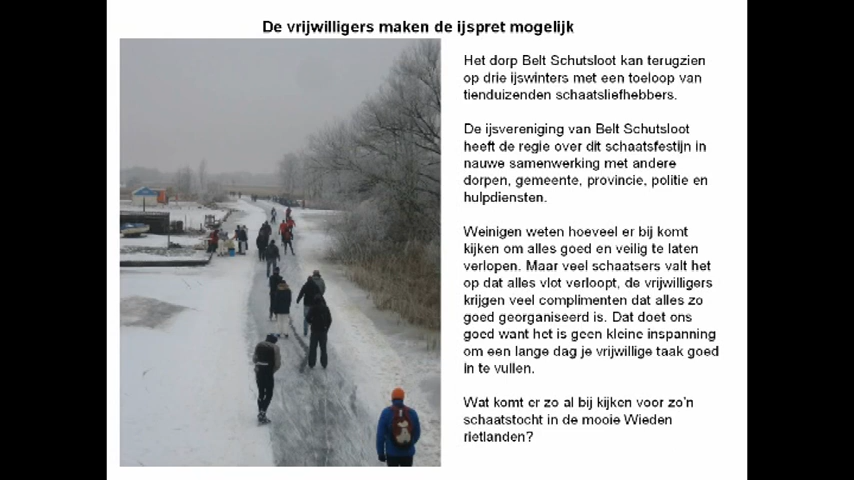 De vrijwilligers maken de ijspret mogelijk
Het dorp Belt Schutsloot kan terugzien
op drie ijswinters met een toeloop van
tienduizenden schaatsliefhebbers.
De ijsvereniging van Belt Schutsloot
heeft de regie over dit schaatsfestijn in
nauwe samenwerking met andere
dorpen, gemeente, provincie, politie en
hulpdiensten.
Weinigen weten hoeveel er bij komt
kijken om alles goed en veilig te laten
verlopen. Maar veel schaatsers valt het
op dat alles vlot verloopt, de vrijwilligers
krijgen veel complimenten dat alles zo
goed georganiseerd is. Dat doet ons
goed want het is geen kleine inspanning
om een lange dag je vrijwillige taak goed
in te vullen.
Wat komt er zo al bij kijken voor zo'n
schaatstocht in de mooie Wieden
rietlanden?